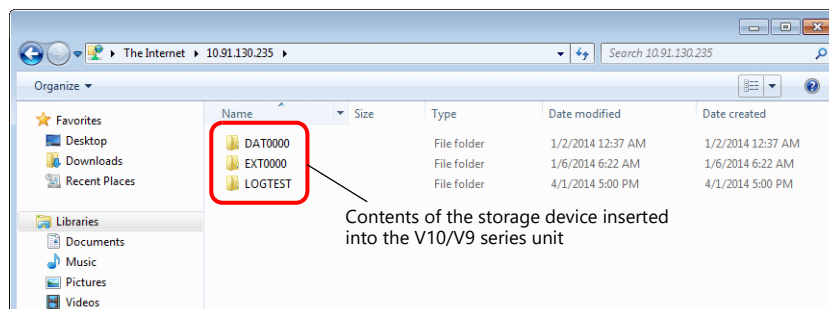 The Internet 10.91.130.235 Search 10.91.130.235
Organize
Name Size Type Date modified Date created
Favorites
Desktop
Downloads
Recent Places
Libraries
Documents
Music
Pictures
Videos
DAT0000 File folder 1/2/2014 12:37 AM 1/2/2014 12:37 AM
EXT0000 File folder 1/6/2014 6:22 AM 1/6/2014 6:22 AM
LOGTEST File folder 4/1/2014 5:00 PM 4/1/2014 5:00 PM
Contents of the storage device inserted
into the V10/V9 series unit